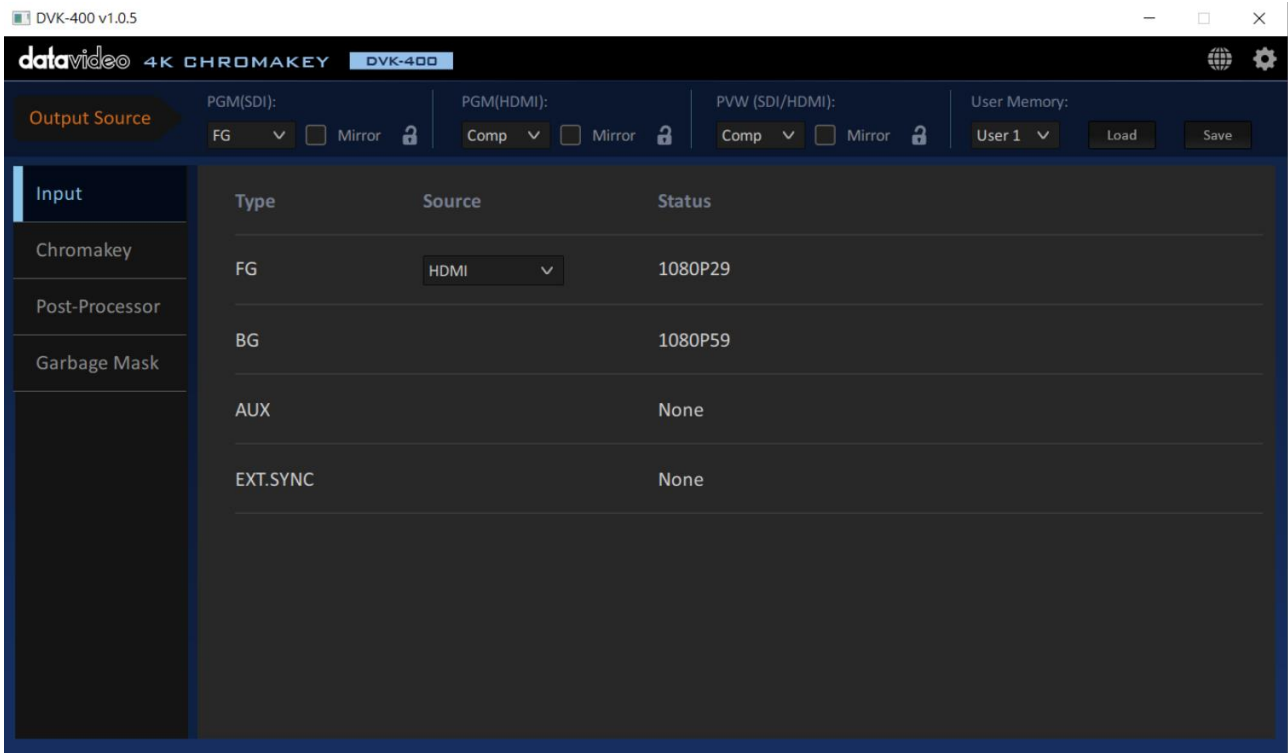 DVK-400 v1.0.5
datavideo 4K CHROMAKEY DVK-400
Output Source
PGM(SDI): PGM(HDMI): PVW (SDI/HDMI): User Memory:
FG Mirror Comp Mirror Comp Mirror User 1 Load Save
Input
Chromakey
Post-Processor
Garbage Mask
Type Source Status
FG HDMI 1080P29
BG 1080P59
AUX None
EXT.SYNC None